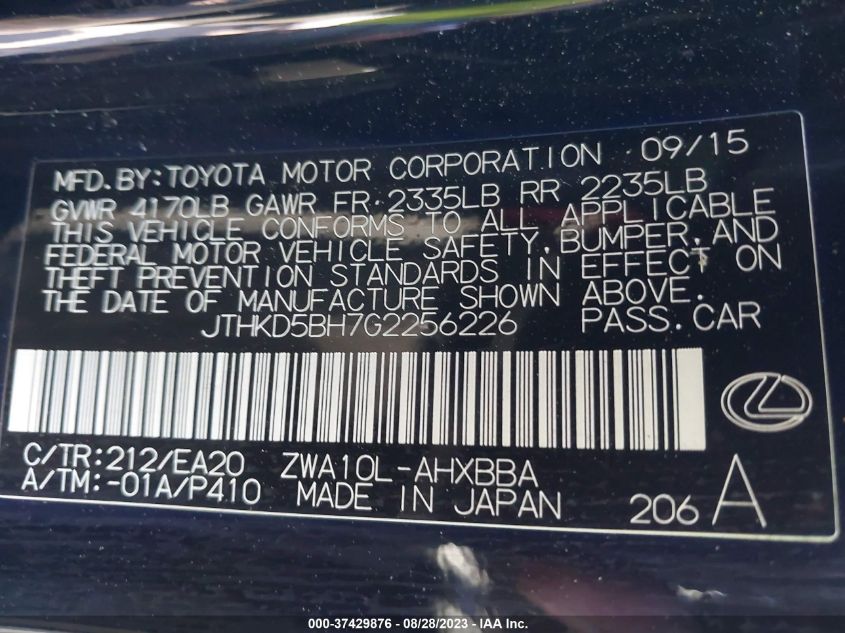 MFD.BY:TOYOTA MOTOR CORPORATION 09/15
GVWR 4170LB GAWR FR 2335LB RR 2235LB
THIS VEHICLE CONFORMS TO ALL APPLICABLE
FEDERAL MOTOR VEHICLE SAFETY,BUMPER,AND
THEFT PREVENTION STANDARDS IN EFFECT ON
THE DATE OF MANUFACTURE SHOWN ABOVE.
JTHKD5BH7G2256226 PASS.CAR
C/TR:212/EA20 ZWA10L-AHXBBA
A/TM:-01A/P410 MADE IN JAPAN
206 A
000-37429876 / 08/28/2023 - © IAA Inc.